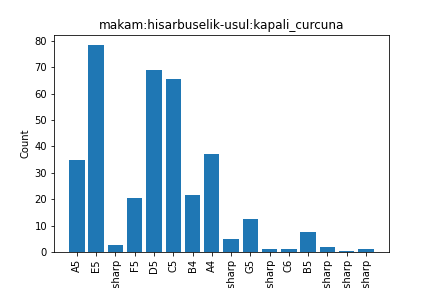 makam:hisarbuselik-usul:kapali_curcuna
80
70
60
50
40
30
20
10
0
Count
A5
E5
sharp
F5
D5
C5
B4
A4
sharp
G5
sharp
C6
B5
sharp
sharp
sharp